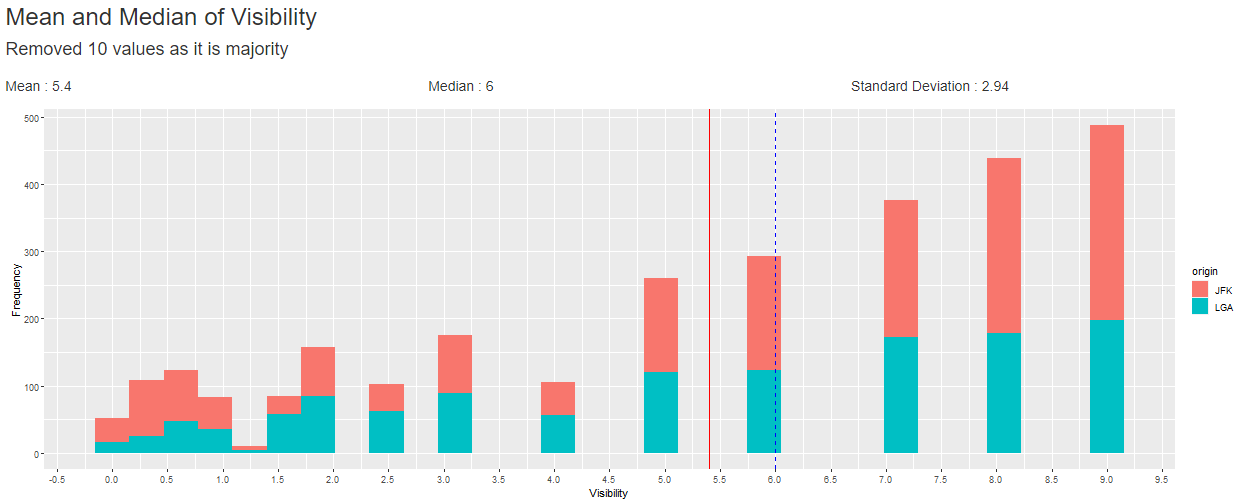 Mean and Median of Visibility
Removed 10 values as it is majority
Mean : 5.4 Median : 6 Standard Deviation : 2.94
500
400
300
200
100
0
Frequency
-0.5 0.0 0.5 1.0 1.5 2.0 2.5 3.0 3.5 4.0 4.5 5.0 5.5 6.0 6.5 7.0 7.5 8.0 8.5 9.0 9.5
Visibility
origin
JFK
LGA